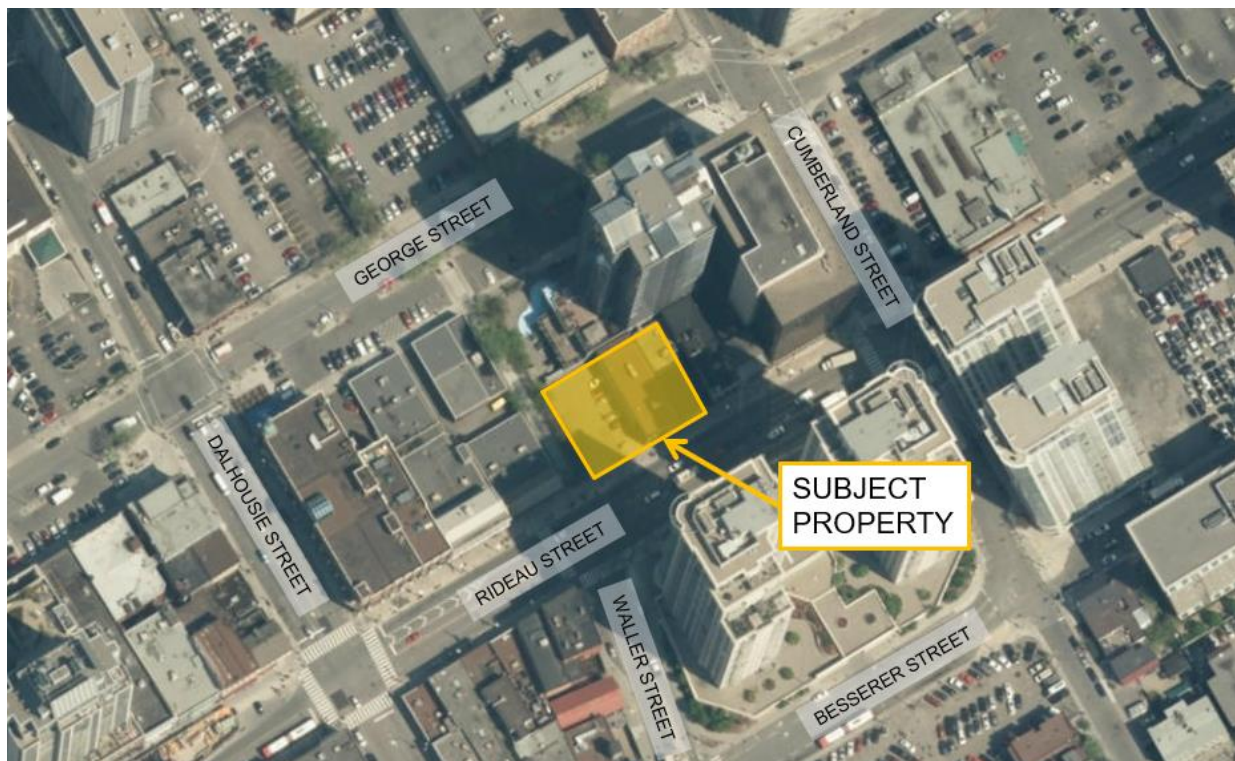 CUMBERLAND STREET
GEORGE STREET
DALHOUSIE STREET
SUBJECT
PROPERTY
RIDEAU STREET
WALLER STREET
BESSERER STREET